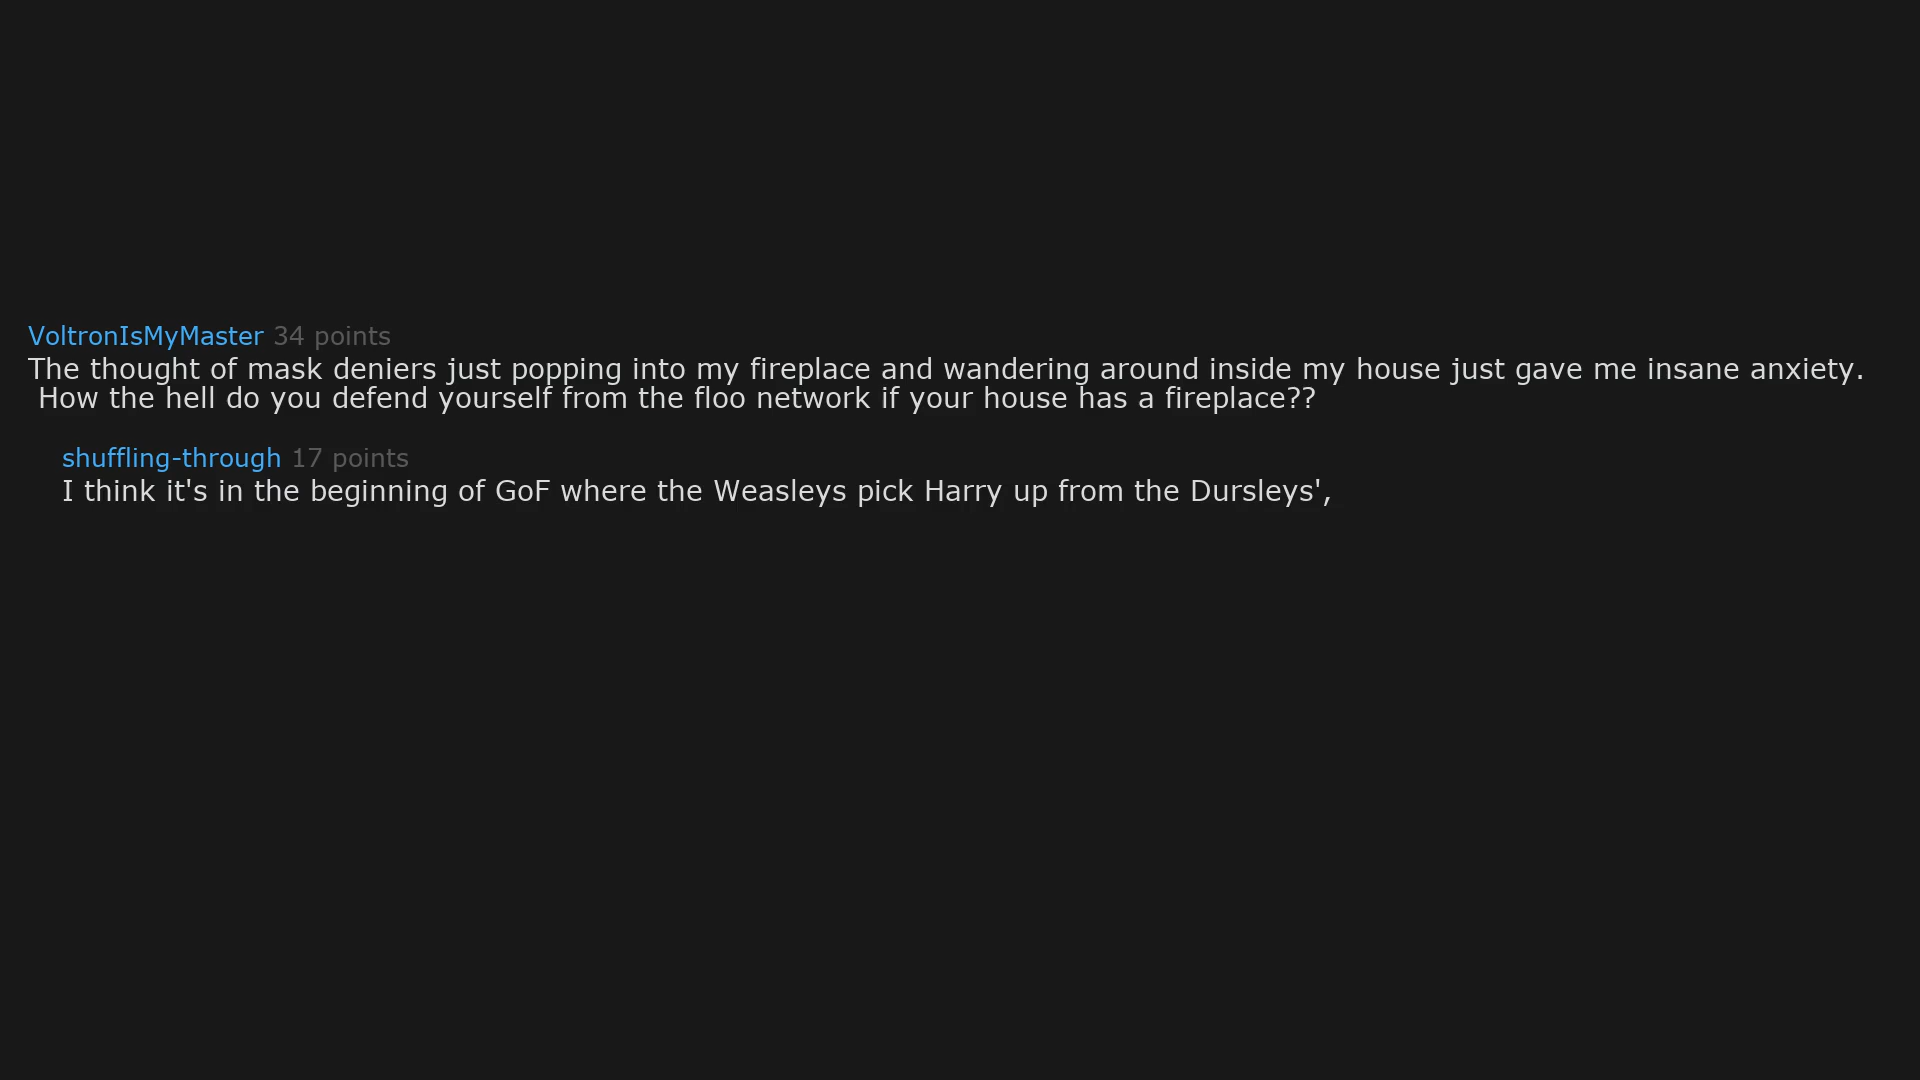 VoltronIsMyMaster 34 points
The thought of mask deniers just popping into my fireplace and wandering around inside my house just gave me insane anxiety.
How the hell do you defend yourself from the floo network if your house has a fireplace??
shuffling-through 17 points
I think it's in the beginning of GoF where the Weasleys pick Harry up from the Dursleys',